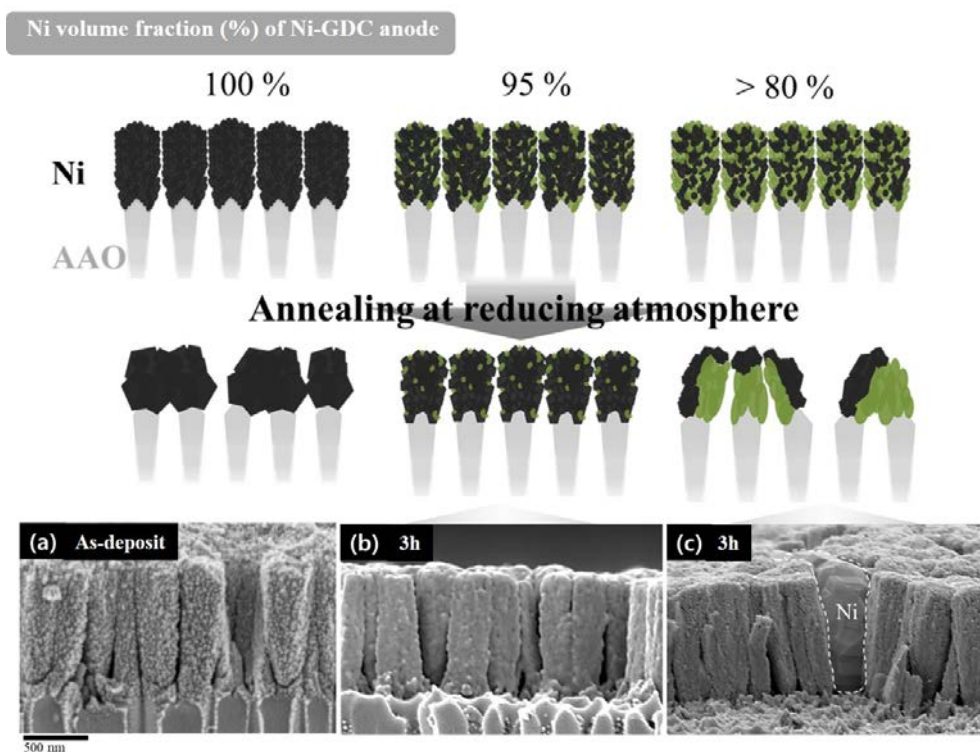 Ni volume fraction (%) of Ni-GDC anode
100 %
95 %
> 80 %
Ni
AAO
Annealing at reducing atmosphere
(a) As-deposit
(b) 3h
(c) 3h
Ni
500 nm